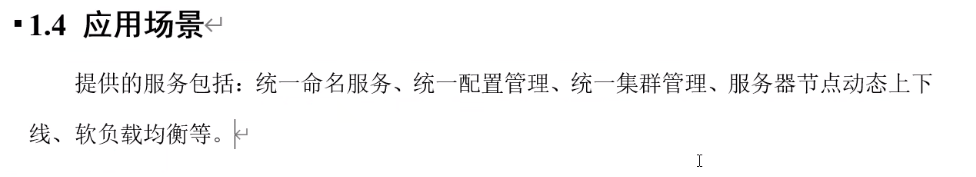 1.4 应用场景
提供的服务包括：统一命名服务、统一配置管理、统一集群管理、服务器节点动态上下
线、软负载均衡等。